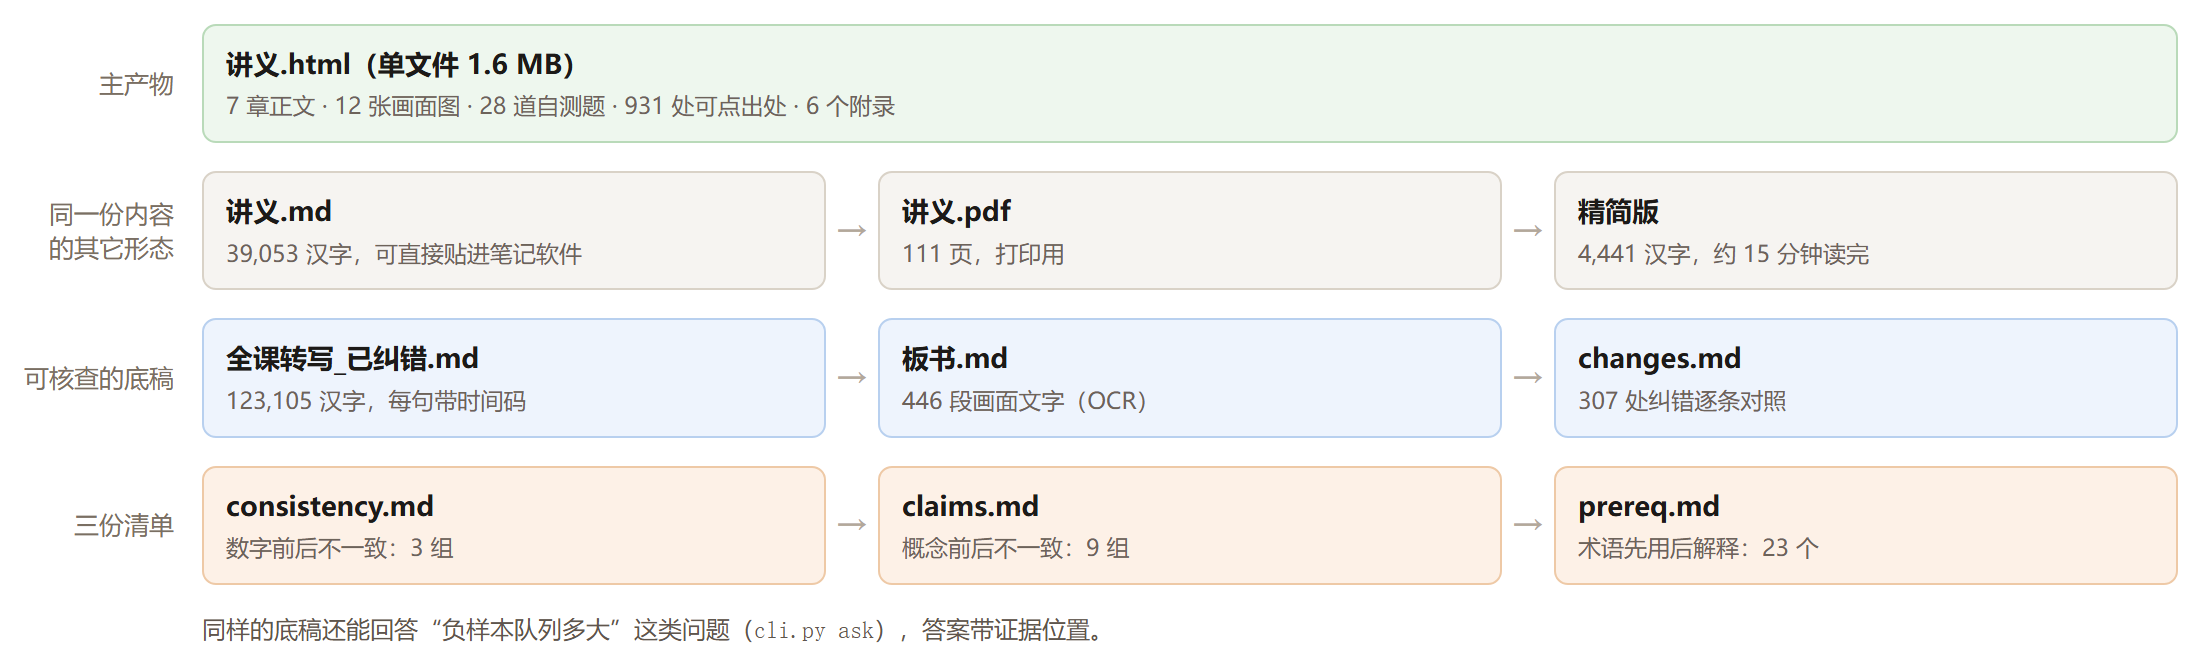 主产物
讲义.html（单文件 1.6 MB）
7 章正文 · 12 张画面图 · 28 道自测题 · 931 处可点出处 · 6 个附录
同一份内容
的其它形态
讲义.md
39,053 汉字，可直接贴进笔记软件
→
讲义.pdf
111 页，打印用
→
精简版
4,441 汉字，约 15 分钟读完
可核查的底稿
全课转写_已纠错.md
123,105 汉字，每句带时间码
→
板书.md
446 段画面文字（OCR）
→
changes.md
307 处纠错逐条对照
三份清单
consistency.md
数字前后不一致：3 组
→
claims.md
概念前后不一致：9 组
→
prereq.md
术语先用后解释：23 个
同样的底稿还能回答“负样本队列多大”这类问题（cli.py ask），答案带证据位置。